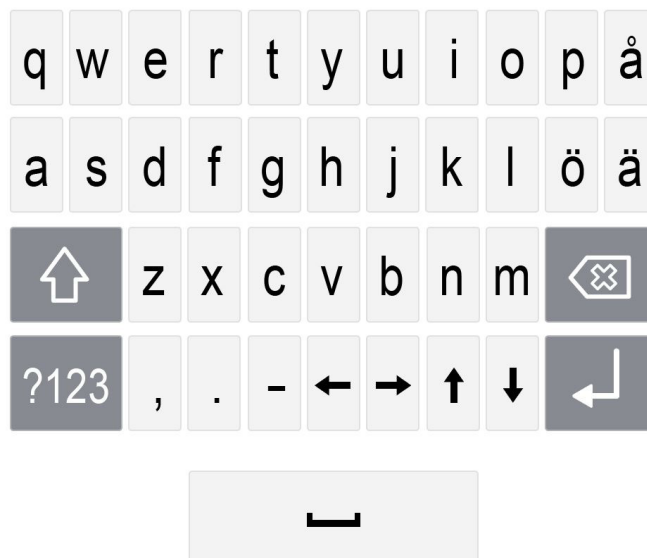 q w e r t y u i o p å
a s d f g h j k l ö ä
z x c v b n m
?123 , . - ← → ↑ ↓